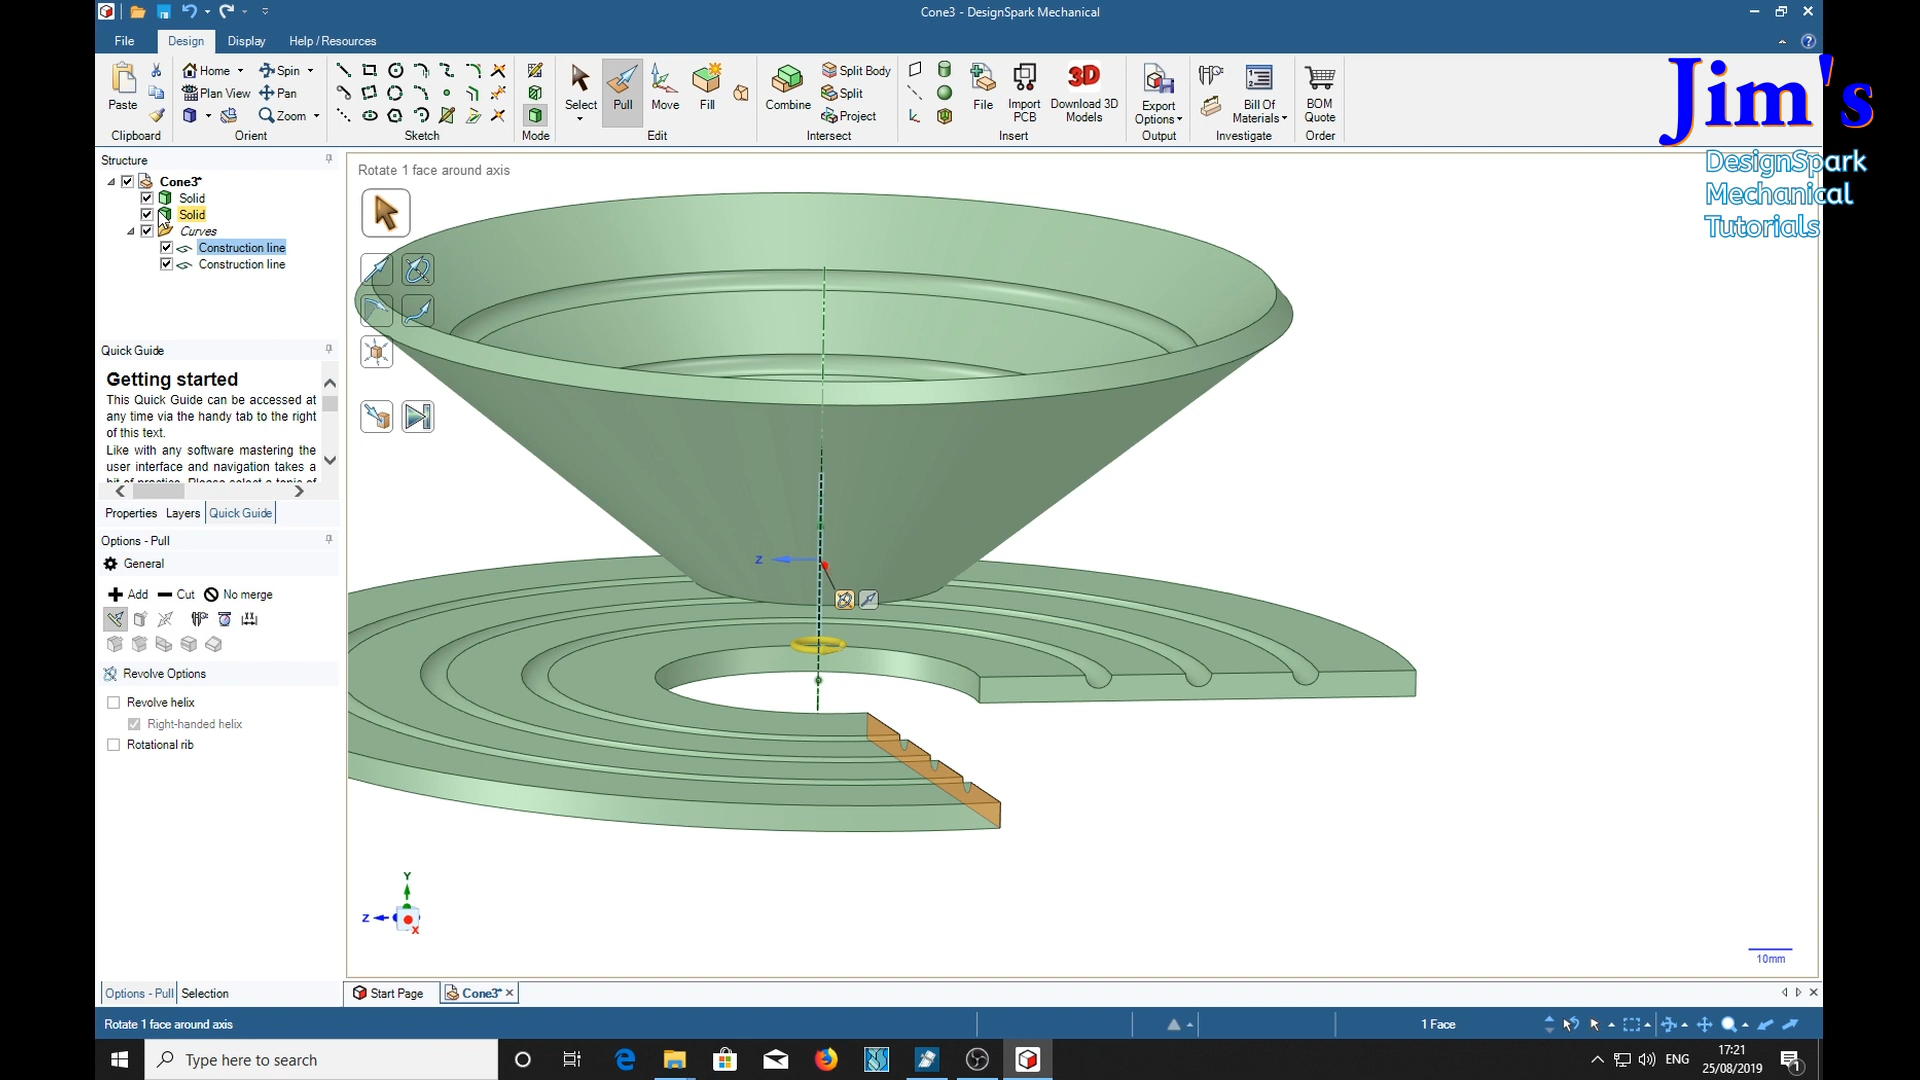 Cone3 - DesignSpark Mechanical
File Design Display Help/Resources
Paste
Clipboard
Home Spin
Plan View Pan
Zoom
Orient
Sketch
Mode
Select Pull Move Fill
Edit
Combine
Split Body
Split
Project
Intersect
File
Import PCB
Download 3D Models
Insert
Export Options
Output
Bill Of Materials
Investigate
BOM Quote
Order
Jim's
DesignSpark
Mechanical
Tutorials
Structure
Cone3*
Solid
Solid
Curves
Construction line
Construction line
Rotate 1 face around axis
Quick Guide
Getting started
This Quick Guide can be accessed at
any time via the handy tab to the right
of this text.
Like with any software mastering the
user interface and navigation takes a
Properties Layers Quick Guide
Options - Pull
General
Add Cut No merge
Revolve Options
Revolve helix
Right-handed helix
Rotational rib
Z
Y
Z
X
10mm
Options - Pull Selection
Start Page Cone3*
Rotate 1 face around axis
1 Face
Type here to search
ENG
17:21
25/08/2019
1